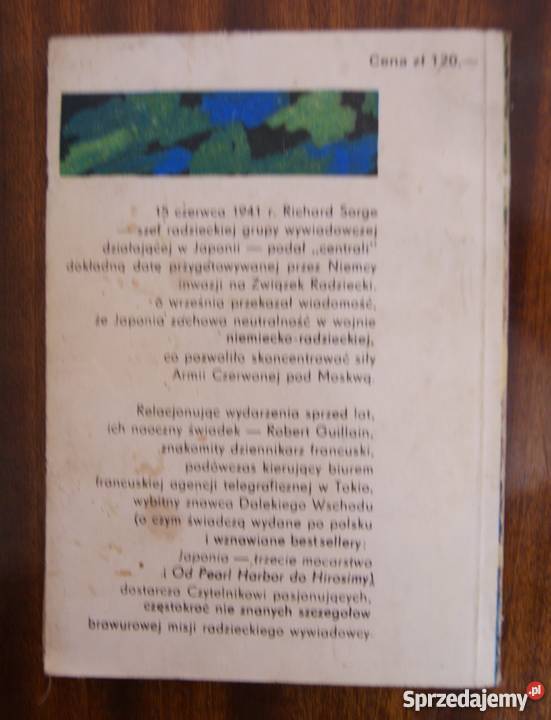 Cena zł 120,—
15 czerwca 1941 r. Richard Sorge
szef radzieckiej grupy wywiadowczej
działającej w Japonii — podał „centrali"
dokładną datę przygotowywanej przez Niemcy
inwazji na Związek Radziecki,
6 września przekazał wiadomość,
że Japonia zachowa neutralność w wojnie
niemiecko-radzieckiej,
co pozwoliło skoncentrować siły
Armii Czerwonej pod Moskwą.
Relacjonując wydarzenia sprzed lat,
ich naoczny świadek — Robert Guillain,
znakomity dziennikarz francuski,
podówczas kierujący biurem
francuskiej agencji telegraficznej w Tokio,
wybitny znawca Dalekiego Wschodu
(o czym świadczą wydane po polsku
i wznawiane bestsellery:
Japonia — trzecie mocarstwo
i Od Pearl Harbor do Hirosimy),
dostarcza Czytelnikowi pasjonujących,
częstokroć nie znanych szczegółów
brawurowej misji radzieckiego wywiadowcy.
Sprzedajemy.pl